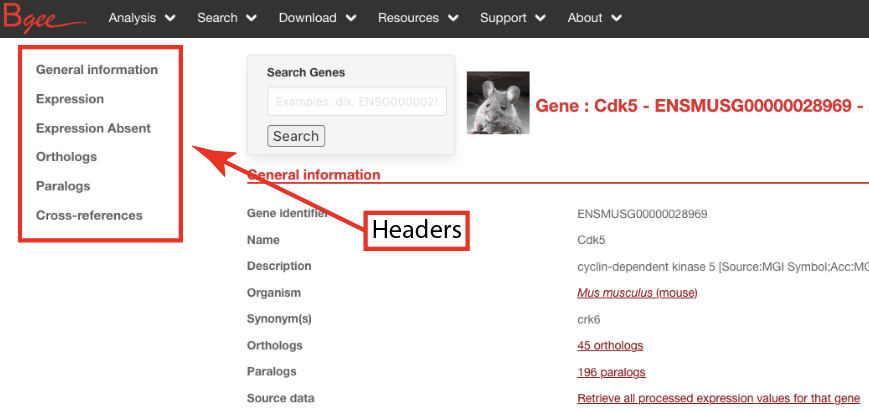 Bgee Analysis Search Download Resources Support About
General information
Expression
Expression Absent
Orthologs
Paralogs
Cross-references
Search Genes
Examples: dlx, ENSG0000025
Search
Gene : Cdk5 - ENSMUSG00000028969 -
General information
Headers
Gene identifier ENSMUSG00000028969
Name Cdk5
Description cyclin-dependent kinase 5 [Source:MGI Symbol;Acc:MG
Organism Mus musculus (mouse)
Synonym(s) crk6
Orthologs 45 orthologs
Paralogs 196 paralogs
Source data Retrieve all processed expression values for that gene